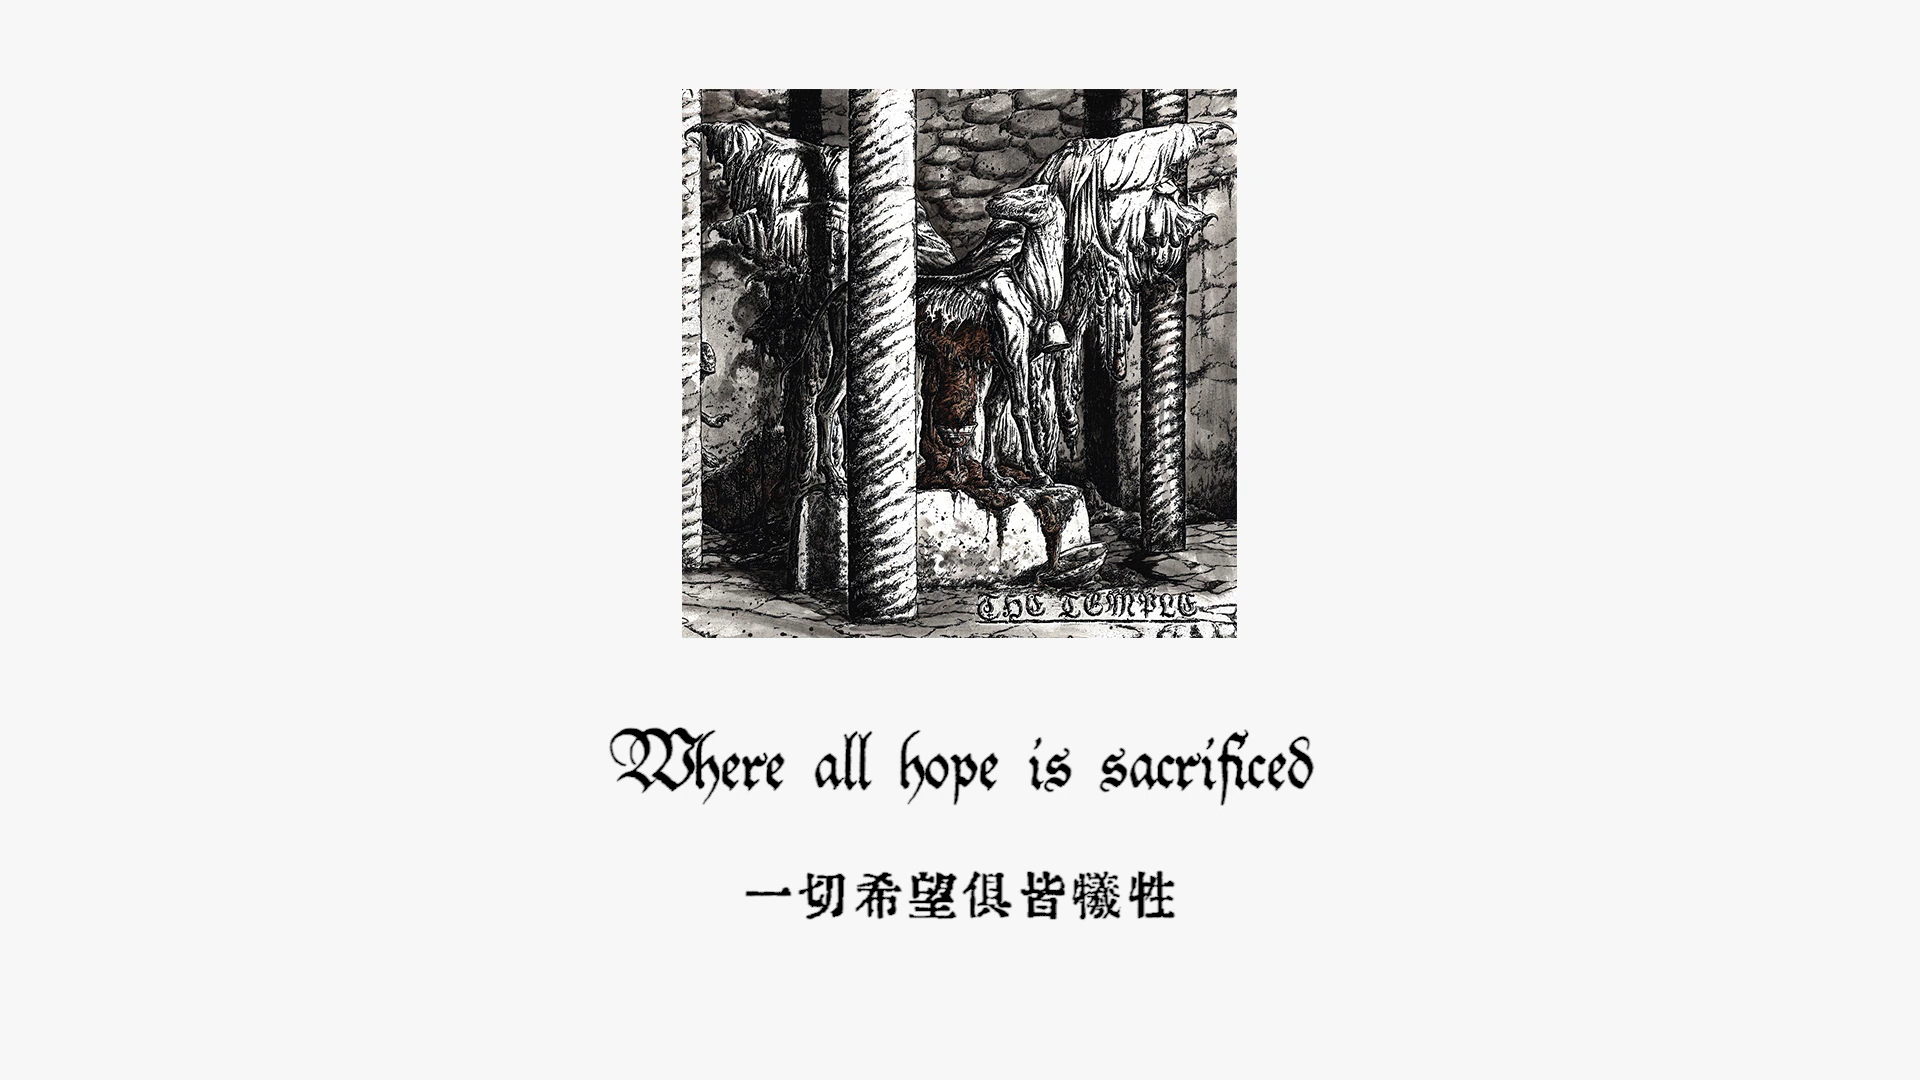 THE TEMPLE
Where all hope is sacrificed
一切希望俱皆犧牲